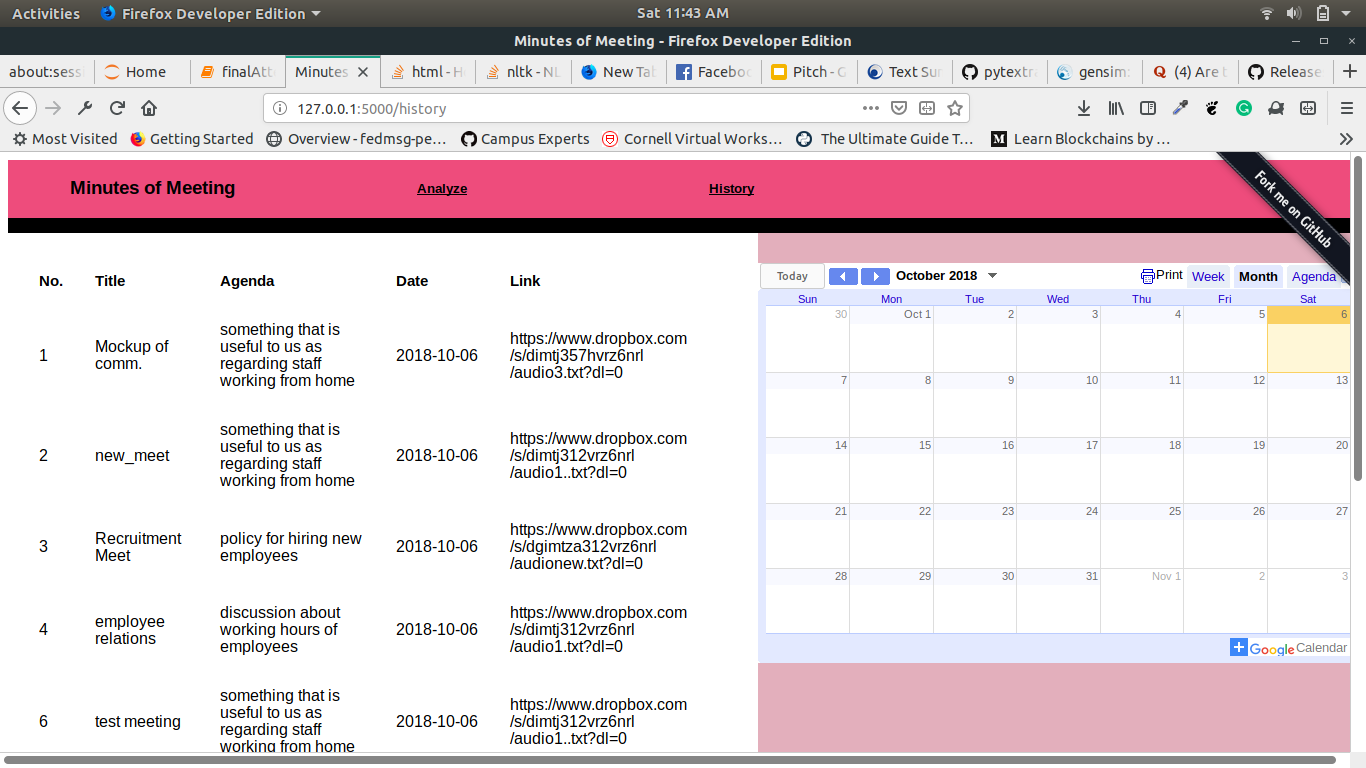 Activities Firefox Developer Edition Sat 11:43 AM
Minutes of Meeting - Firefox Developer Edition
about:sess Home finalAtt Minutes html - H nltk - NL New Tab Faceboo Pitch - G Text Sum pytextra gensim: (4) Are t Release
127.0.0.1:5000/history
Most Visited Getting Started Overview - fedmsg-pe… Campus Experts Cornell Virtual Works… The Ultimate Guide T… M Learn Blockchains by …
Minutes of Meeting Analyze History
Fork me on GitHub
No. Title Agenda Date Link
1 Mockup of comm. something that is useful to us as regarding staff working from home 2018-10-06 https://www.dropbox.com/s/dimtj357hvrz6nrl/audio3.txt?dl=0
2 new_meet something that is useful to us as regarding staff working from home 2018-10-06 https://www.dropbox.com/s/dimtj312vrz6nrl/audio1..txt?dl=0
3 Recruitment Meet policy for hiring new employees 2018-10-06 https://www.dropbox.com/s/dgimtza312vrz6nrl/audionew.txt?dl=0
4 employee relations discussion about working hours of employees 2018-10-06 https://www.dropbox.com/s/dimtj312vrz6nrl/audio1.txt?dl=0
6 test meeting something that is useful to us as regarding staff working from home 2018-10-06 https://www.dropbox.com/s/dimtj312vrz6nrl/audio1..txt?dl=0
Today October 2018 Print Week Month Agenda
Sun Mon Tue Wed Thu Fri Sat
30 Oct 1 2 3 4 5 6
7 8 9 10 11 12 13
14 15 16 17 18 19 20
21 22 23 24 25 26 27
28 29 30 31 Nov 1 2 3
Google Calendar